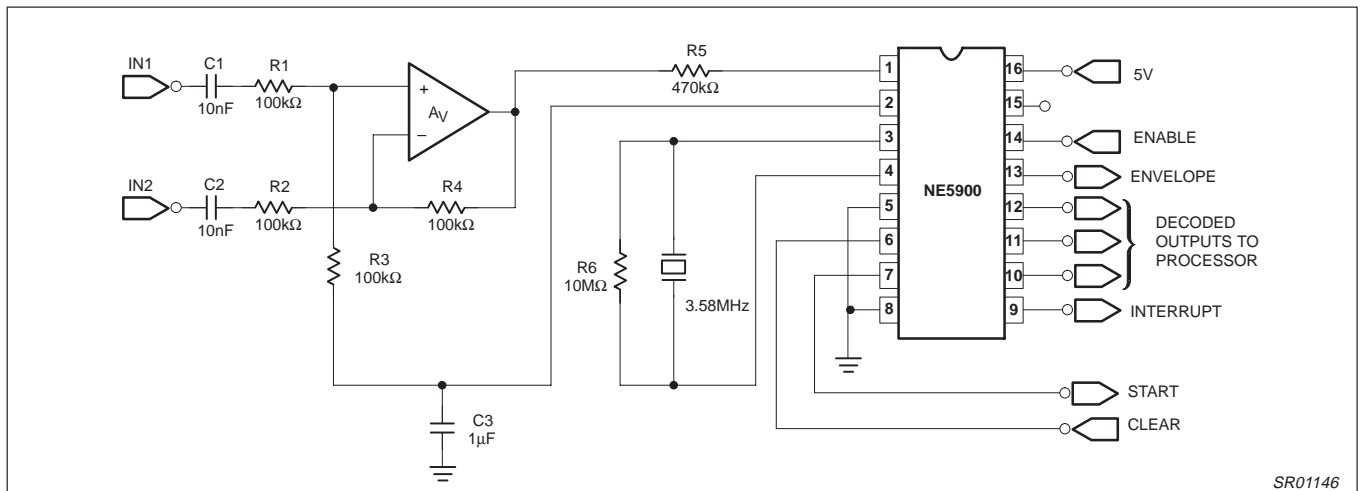 IN1
C1
10nF
R1
100kΩ
+
AV
−
IN2
C2
10nF
R2
100kΩ
R4
100kΩ
R3
100kΩ
C3
1µF
R5
470kΩ
R6
10MΩ
3.58MHz
NE5900
1
2
3
4
5
6
7
8
16
15
14
13
12
11
10
9
5V
ENABLE
ENVELOPE
DECODED
OUTPUTS TO
PROCESSOR
INTERRUPT
START
CLEAR
SR01146